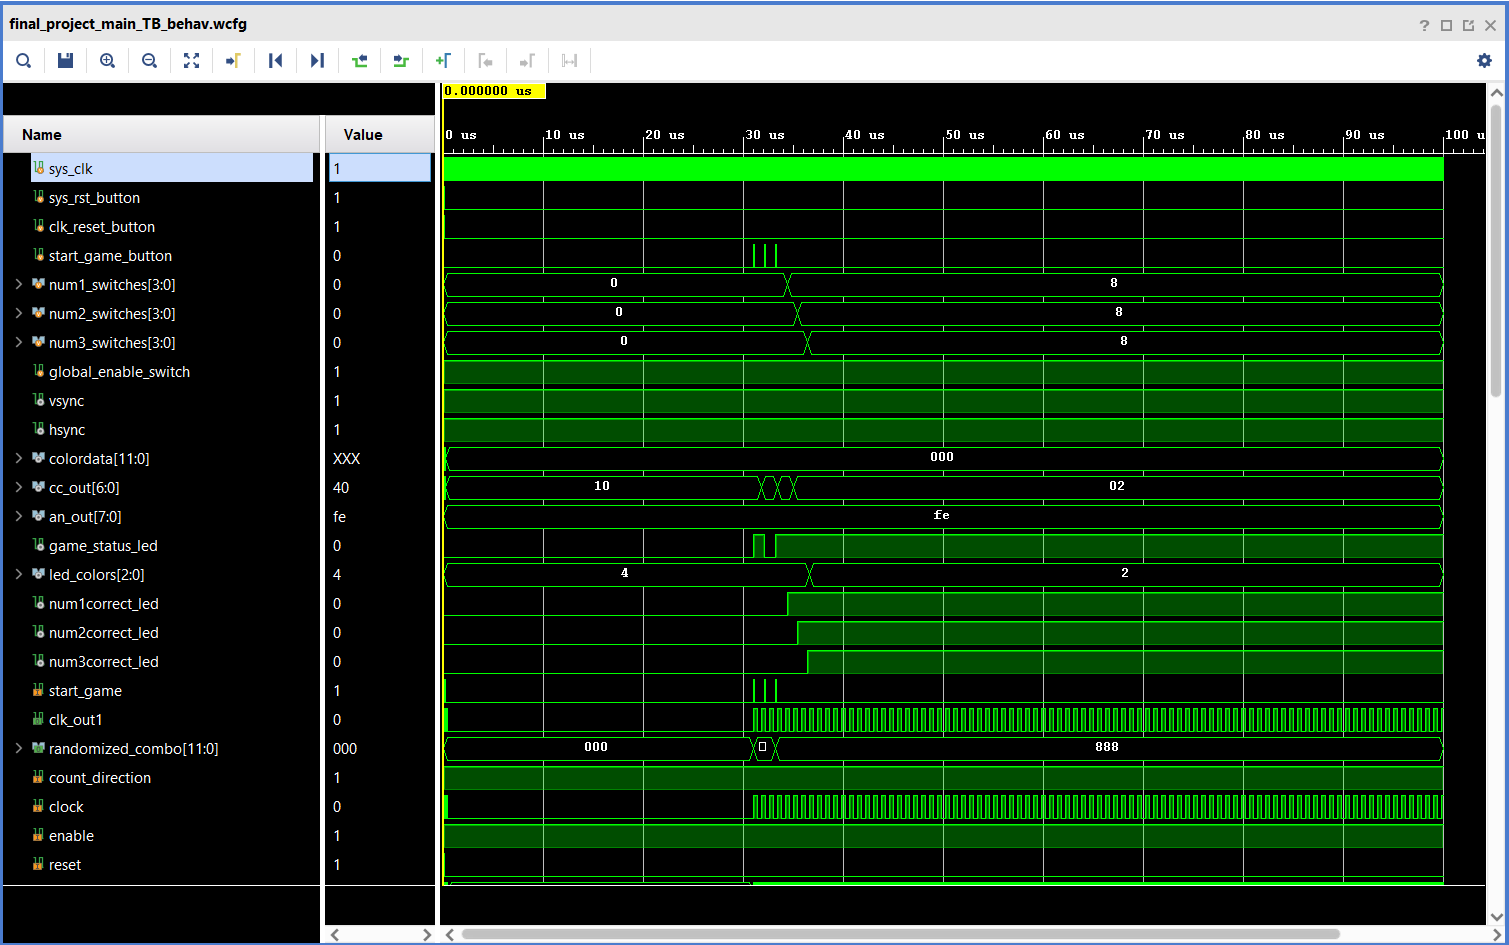 final_project_main_TB_behav.wcfg
0.000000 us
0 us 10 us 20 us 30 us 40 us 50 us 60 us 70 us 80 us 90 us 100 u
Name Value
sys_clk 1
sys_rst_button 1
clk_reset_button 1
start_game_button 0
num1_switches[3:0] 0 0 8
num2_switches[3:0] 0 0 8
num3_switches[3:0] 0 0 8
global_enable_switch 1
vsync 1
hsync 1
colordata[11:0] XXX 000
cc_out[6:0] 40 10 02
an_out[7:0] fe fe
game_status_led 0
led_colors[2:0] 4 4 2
num1correct_led 0
num2correct_led 0
num3correct_led 0
start_game 1
clk_out1 0
randomized_combo[11:0] 000 000 888
count_direction 1
clock 0
enable 1
reset 1